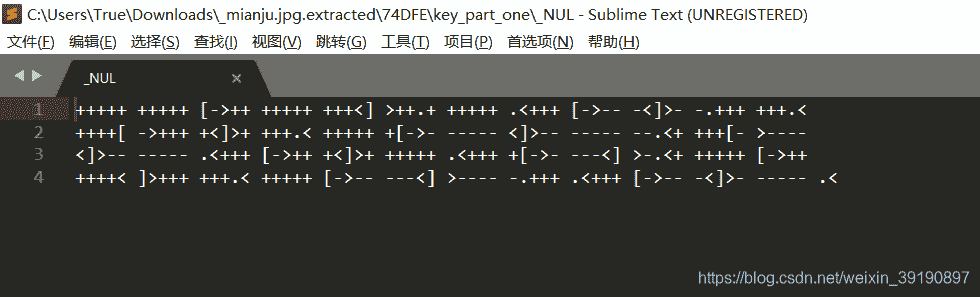 C:\Users\True\Downloads\_mianju.jpg.extracted\74DFE\key_part_one\_NUL - Sublime Text (UNREGISTERED)
文件(F) 编辑(E) 选择(S) 查找(I) 视图(V) 跳转(G) 工具(T) 项目(P) 首选项(N) 帮助(H)
_NUL ×
1 +++++ +++++ [->++ +++++ +++<] >++.+ +++++ .<+++ [->-- -<]>- -.+++ +++.<
2 ++++[ ->+++ +<]>+ +++.< +++++ +[->- ----- <]>-- ----- --.<+ +++[- >----
3 <]>-- ----- .<+++ [->++ +<]>+ +++++ .<+++ +[->- ---<] >-.<+ +++++ [->++
4 ++++< ]>+++ +++.< +++++ [->-- ---<] >---- -.+++ .<+++ [->-- -<]>- ----- .<
https://blog.csdn.net/weixin_39190897